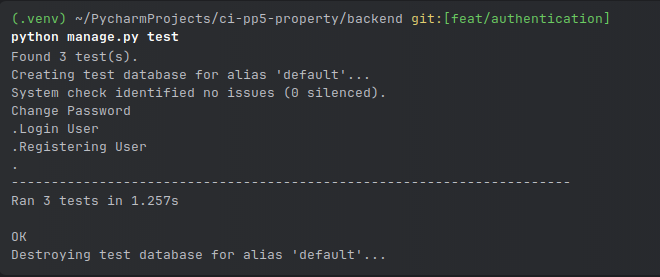 (.venv) ~/PycharmProjects/ci-pp5-property/backend git:[feat/authentication]
python manage.py test
Found 3 test(s).
Creating test database for alias 'default'...
System check identified no issues (0 silenced).
Change Password
.Login User
.Registering User
.
----------------------------------------------------------------------
Ran 3 tests in 1.257s

OK
Destroying test database for alias 'default'...